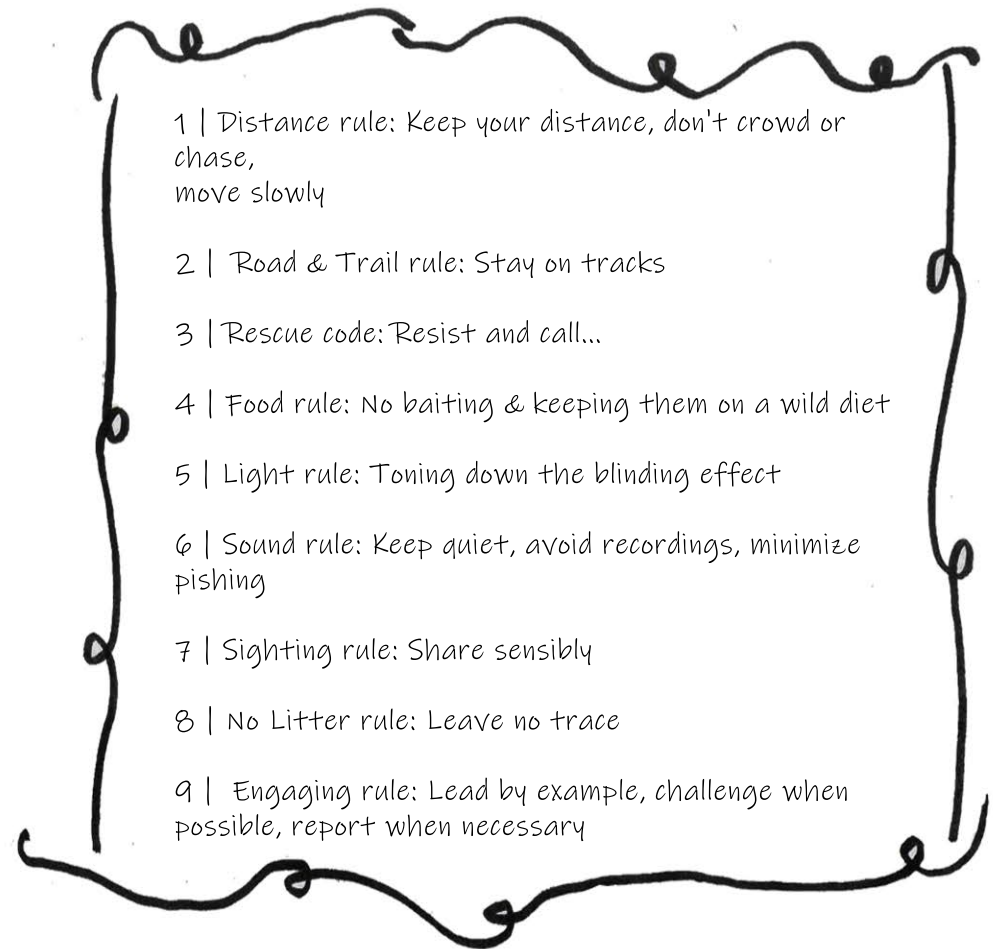 1 | Distance rule: Keep your distance, don't crowd or
chase,
move slowly
2 | Road & Trail rule: Stay on tracks
3 | Rescue code: Resist and call...
4 | Food rule: No baiting & keeping them on a wild diet
5 | Light rule: Toning down the blinding effect
6 | Sound rule: Keep quiet, avoid recordings, minimize
pishing
7 | Sighting rule: Share sensibly
8 | No Litter rule: Leave no trace
9 | Engaging rule: Lead by example, challenge when
possible, report when necessary